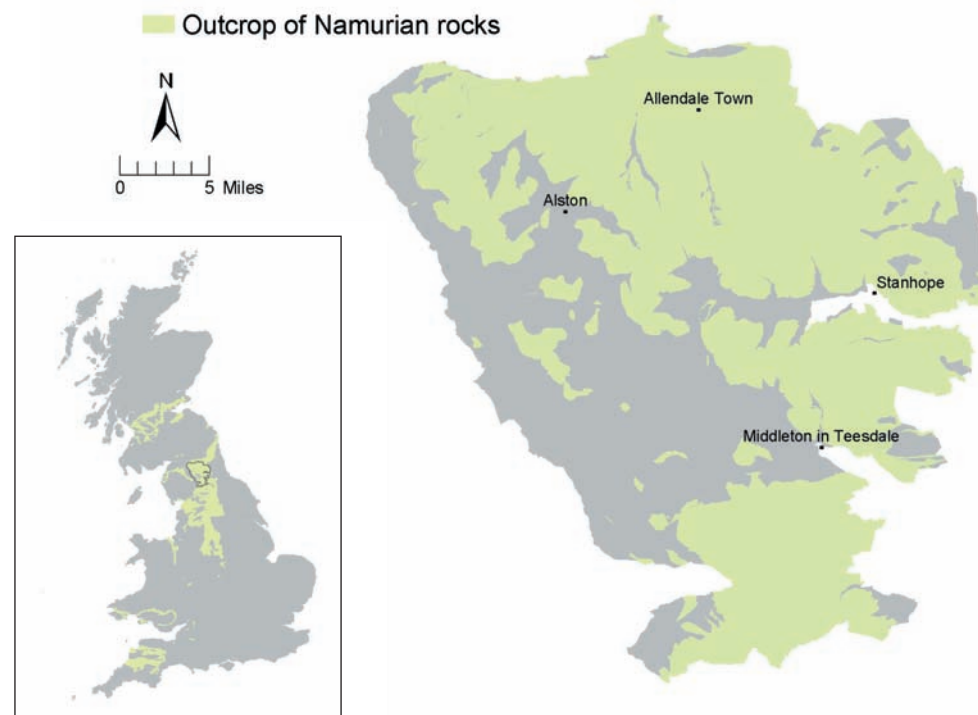 Outcrop of Namurian rocks
N
0 5 Miles
Allendale Town
Alston
Stanhope
Middleton in Teesdale